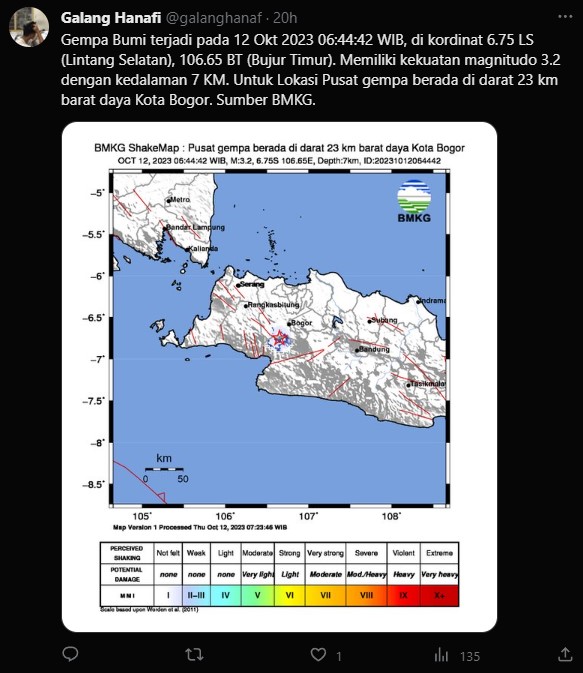 Galang Hanafi @galanghanaf · 20h
Gempa Bumi terjadi pada 12 Okt 2023 06:44:42 WIB, di kordinat 6.75 LS
(Lintang Selatan), 106.65 BT (Bujur Timur). Memiliki kekuatan magnitudo 3.2
dengan kedalaman 7 KM. Untuk Lokasi Pusat gempa berada di darat 23 km
barat daya Kota Bogor. Sumber BMKG.
BMKG ShakeMap : Pusat gempa berada di darat 23 km barat daya Kota Bogor
OCT 12, 2023 06:44:42 WIB, M:3.2, 6.75S 106.65E, Depth:7km, ID:20231012064442
-5°
Metro
BMKG
Bandar Lampung
-5.5°
Kalianda
-6°
Serang
Rangkasbitung
Indrama
-6.5°
Bogor
Subang
Bandung
-7°
Tasikmala
-7.5°
-8°
km
0 50
-8.5°
105° 106° 107° 108°
Map Version 1 Processed Thu Oct 12, 2023 07:23:46 WIB
PERCEIVED SHAKING Not felt Weak Light Moderate Strong Very strong Severe Violent Extreme
POTENTIAL DAMAGE none none none Very light Light Moderate Mod./Heavy Heavy Very heavy
MMI I II-III IV V VI VII VIII IX X+
Scale based upon Worden et al. (2011)
1 135